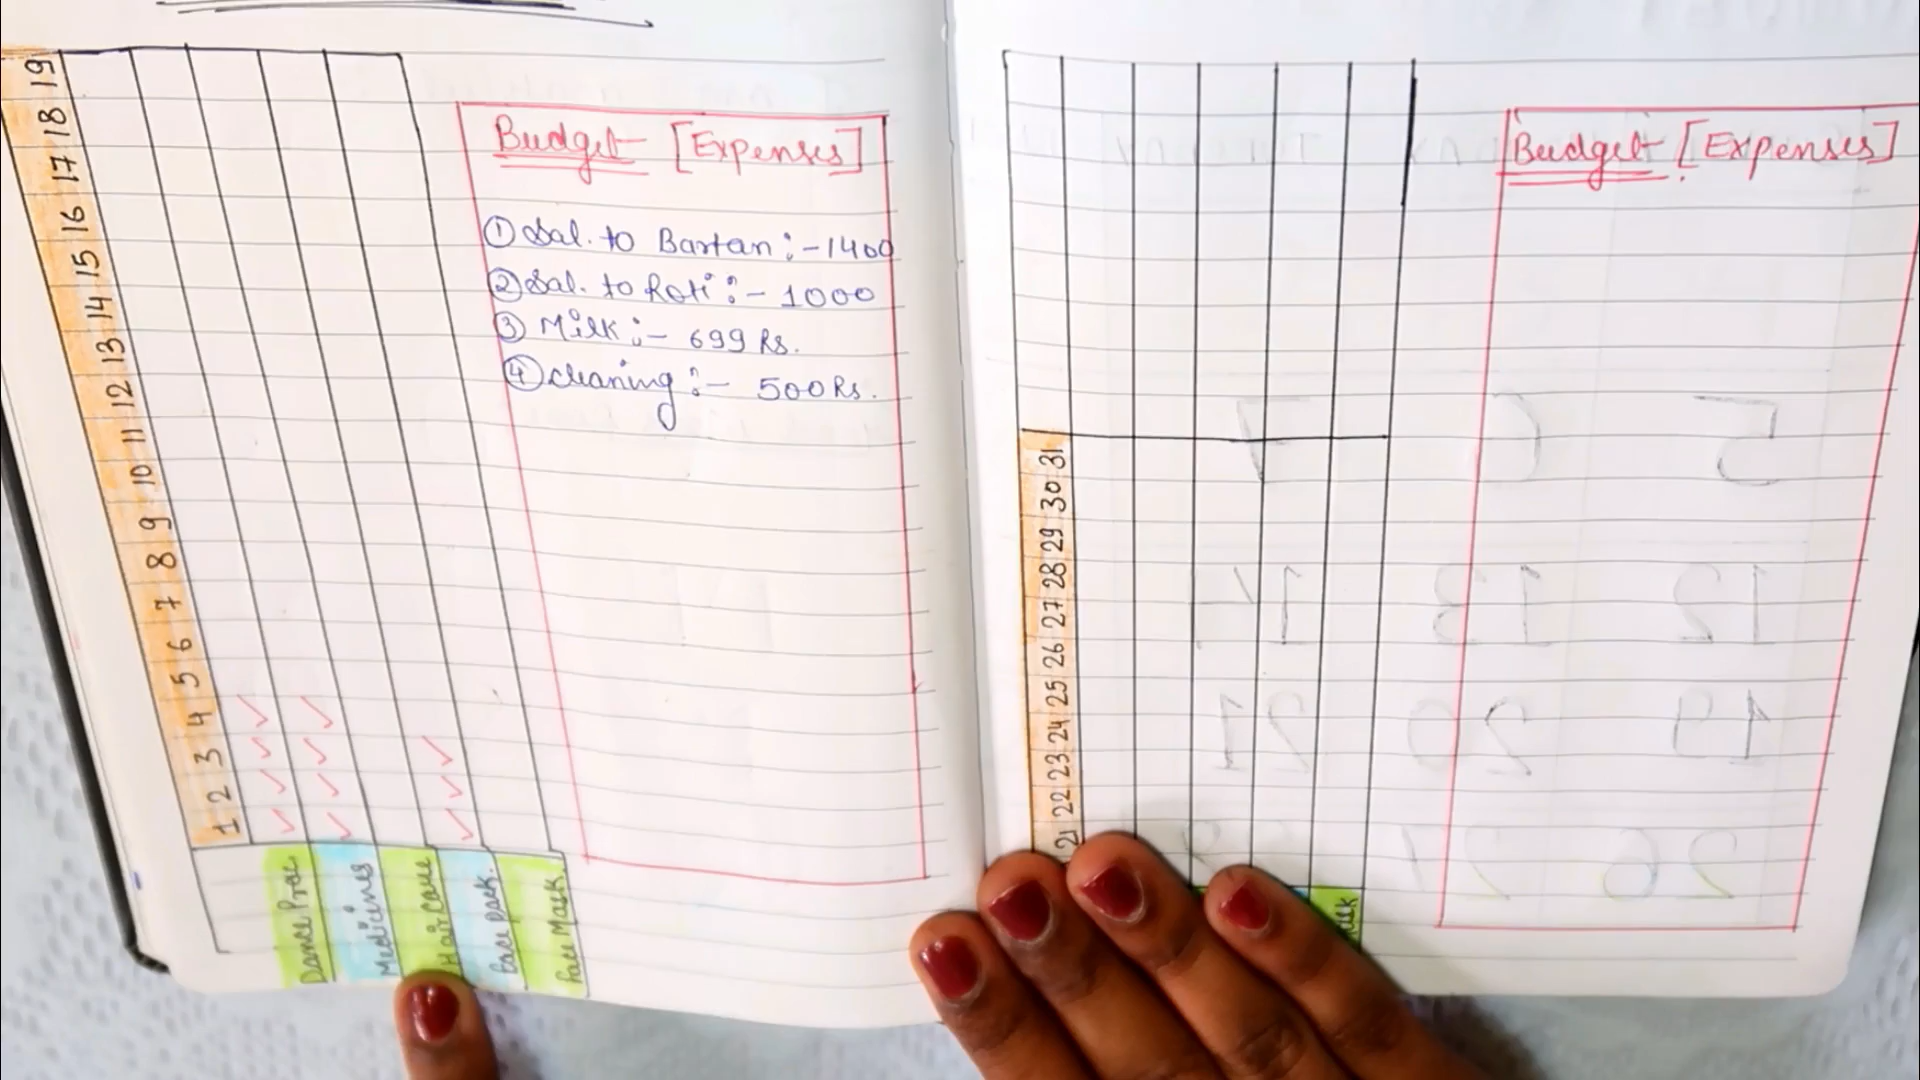 19
18
17
16
15
14
13
12
11
10
9
8
7
6
5
4
3
2
1
Dance Prac.
Medicines
Hair Care
Face pack.
Face Mask
Budget [Expenses]
① Sal. to Bartan :- 1400
② Sal. to Roti :- 1000
③ Milk :- 699 Rs.
④ cleaning :- 500 Rs.
31
30
29
28
27
26
25
24
23
22
21
Budget [Expenses]